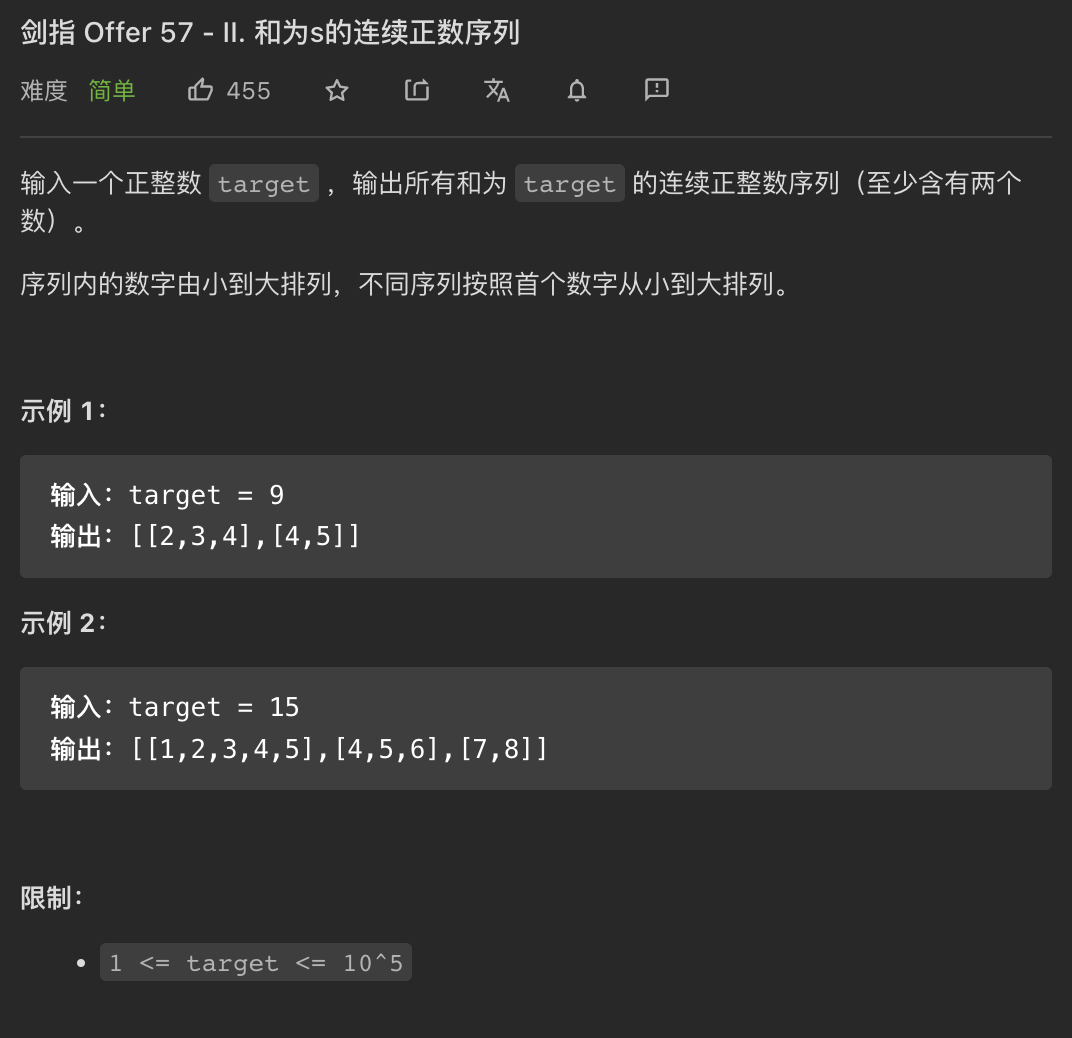 剑指 Offer 57 - II. 和为s的连续正数序列
难度 简单 455
输入一个正整数 target ，输出所有和为 target 的连续正整数序列（至少含有两个
数）。
序列内的数字由小到大排列，不同序列按照首个数字从小到大排列。
示例 1：
输入：target = 9
输出：[[2,3,4],[4,5]]
示例 2：
输入：target = 15
输出：[[1,2,3,4,5],[4,5,6],[7,8]]
限制：
• 1 <= target <= 10^5